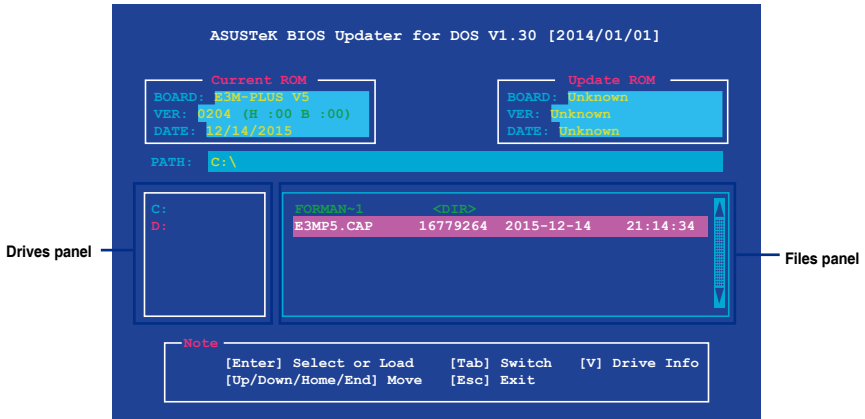 ASUSTeK BIOS Updater for DOS V1.30 [2014/01/01]
Current ROM
BOARD: E3M-PLUS V5
VER: 0204 (H :00 B :00)
DATE: 12/14/2015
Update ROM
BOARD: Unknown
VER: Unknown
DATE: Unknown
PATH: C:\
C:
D:
FORMAN~1 <DIR>
E3MP5.CAP 16779264 2015-12-14 21:14:34
Drives panel
Files panel
Note
[Enter] Select or Load [Tab] Switch [V] Drive Info
[Up/Down/Home/End] Move [Esc] Exit